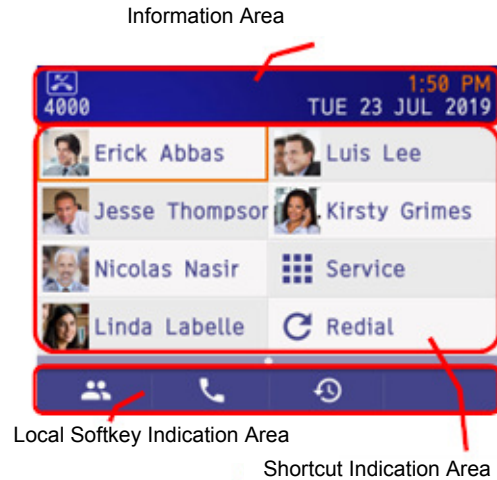 Information Area
1:50 PM
4000 TUE 23 JUL 2019
Erick Abbas Luis Lee
Jesse Thompsor Kirsty Grimes
Nicolas Nasir Service
Linda Labelle Redial
Local Softkey Indication Area
Shortcut Indication Area